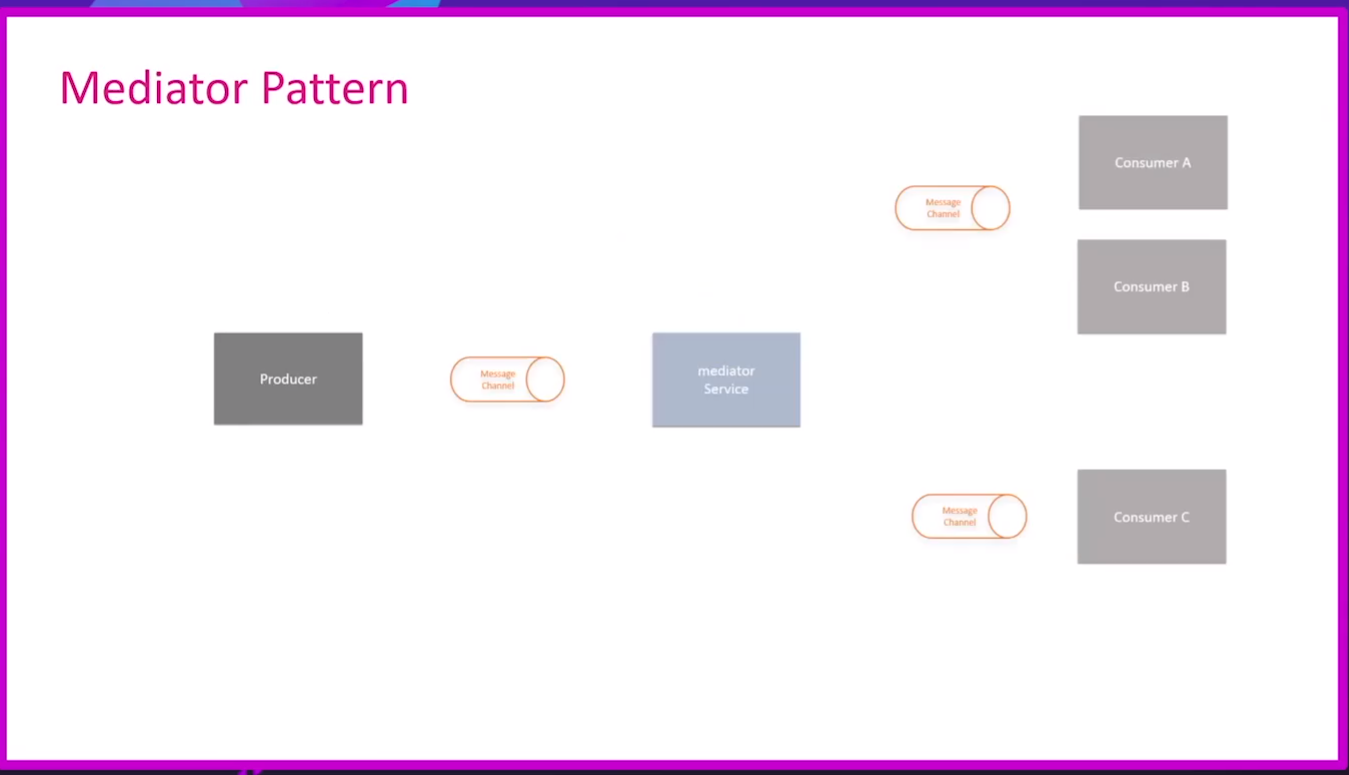 Mediator Pattern
Consumer A
Message
Channel
Consumer B
Producer
Message
Channel
mediator
Service
Message
Channel
Consumer C